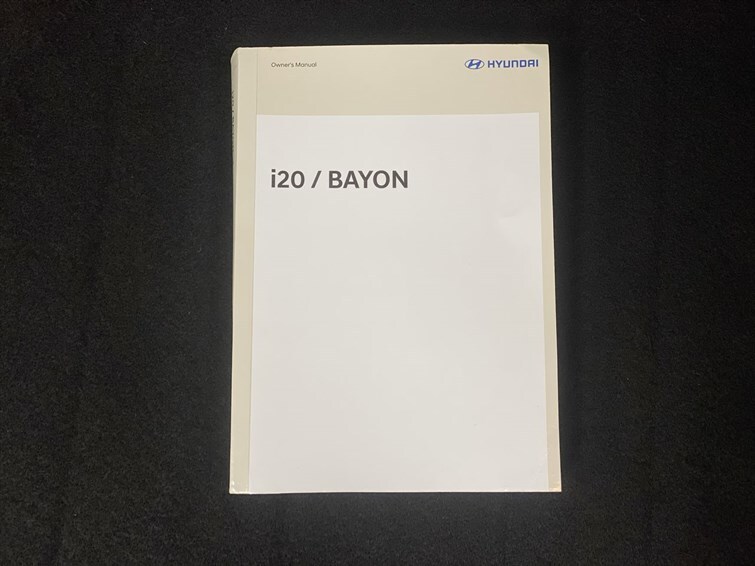 Owner's Manual
HYUNDAI
i20 / BAYON